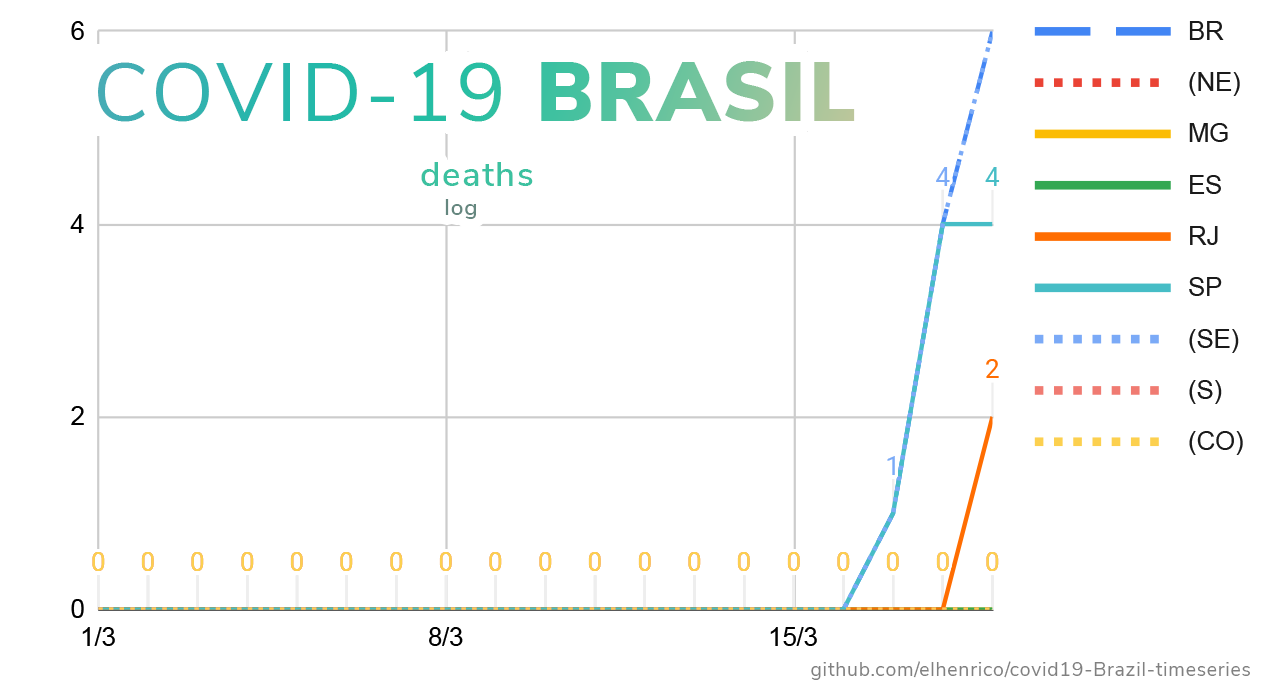 6
COVID-19 BRASIL
deaths
log
4
2
0
4 4
2
1
0 0 0 0 0 0 0 0 0 0 0 0 0 0 0 0 0 0 0
1/3 8/3 15/3
BR
(NE)
MG
ES
RJ
SP
(SE)
(S)
(CO)
github.com/elhenrico/covid19-Brazil-timeseries